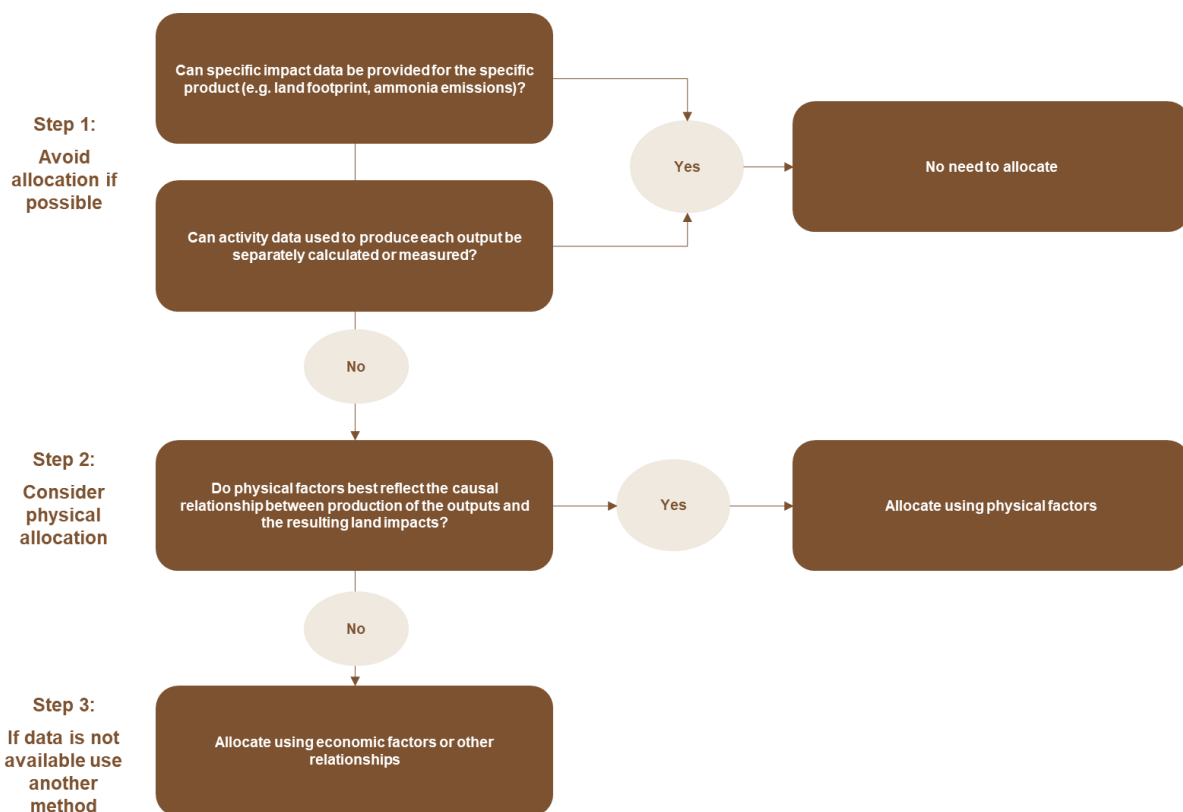 Step 1:
Avoid
allocation if
possible
Can specific impact data be provided for the specific
product (e.g. land footprint, ammonia emissions)?
Can activity data used to produce each output be
separately calculated or measured?
Yes
No need to allocate
No
Step 2:
Consider
physical
allocation
Do physical factors best reflect the causal
relationship between production of the outputs and
the resulting land impacts?
Yes
Allocate using physical factors
No
Step 3:
If data is not
available use
another
method
Allocate using economic factors or other
relationships